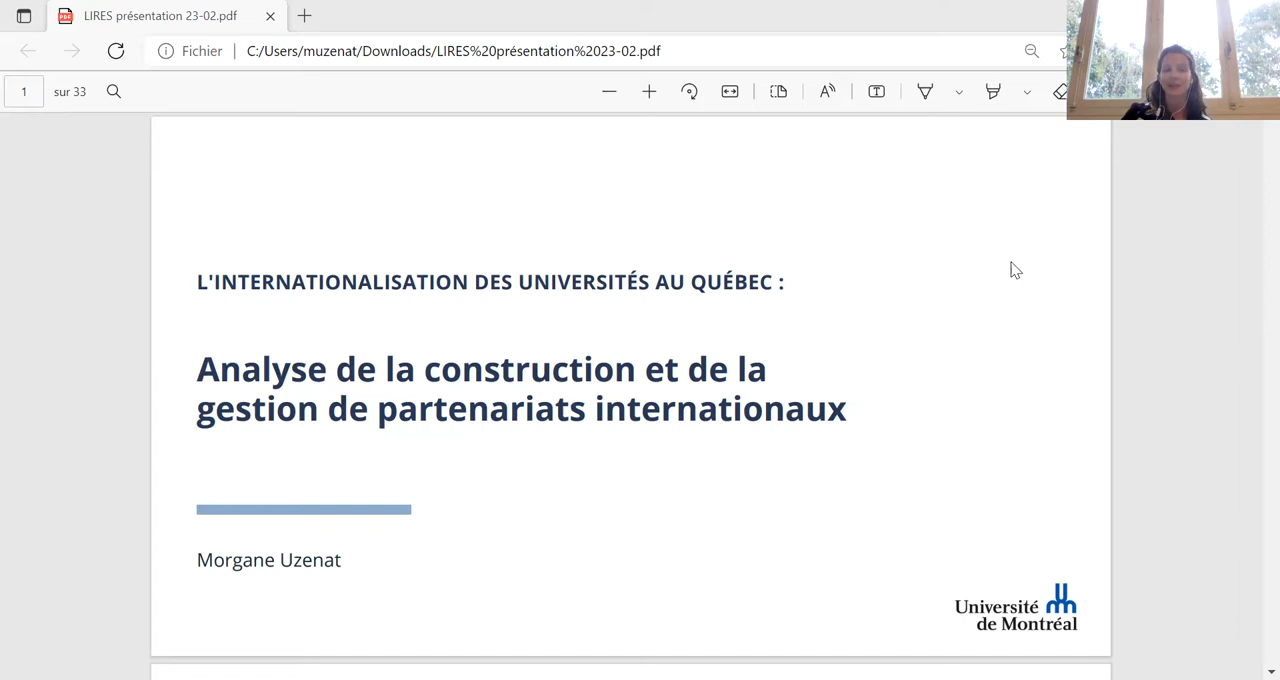 LIRES présentation 23-02.pdf
Fichier
C:/Users/muzenat/Downloads/LIRES%20présentation%2023-02.pdf
1 sur 33
L'INTERNATIONALISATION DES UNIVERSITÉS AU QUÉBEC :
Analyse de la construction et de la
gestion de partenariats internationaux
Morgane Uzenat
Université
de Montréal